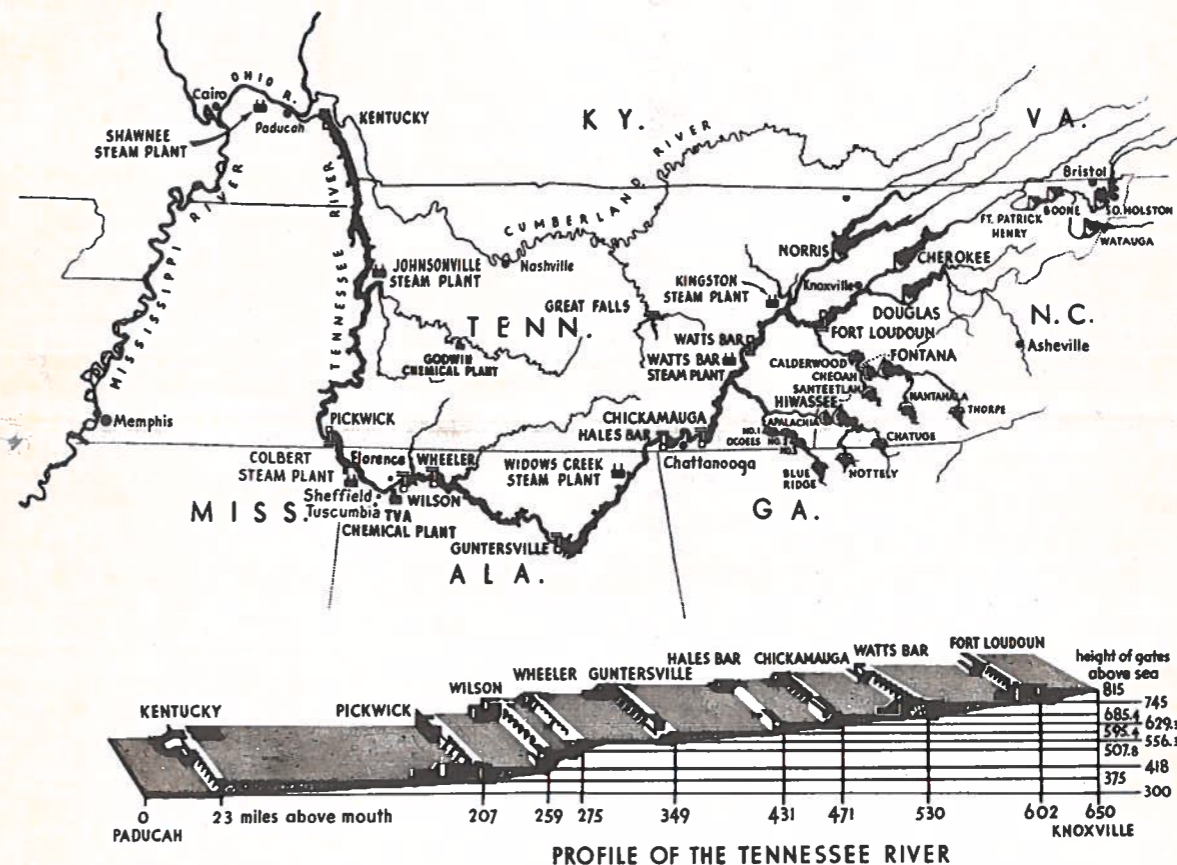 OHIO R.
Cairo
Paducah
KENTUCKY
SHAWNEE
STEAM PLANT
KY.
VA.
MISSISSIPPI RIVER
TENNESSEE RIVER
CUMBERLAND RIVER
Bristol
BOONE
SO. HOLSTON
FT. PATRICK
HENRY
WATAUGA
NORRIS
CHEROKEE
Nashville
JOHNSONVILLE
STEAM PLANT
KINGSTON
STEAM PLANT
Knoxville
DOUGLAS
GREAT FALLS
TENN.
N.C.
FORT LOUDOUN
Asheville
WATTS BAR
WATTS BAR
STEAM PLANT
GODWIN
CHEMICAL PLANT
CALDERWOOD
FONTANA
CHEOAH
SANTEETLAH
NANTAHALA
THORPE
HIWASSEE
APALACHIA
Memphis
PICKWICK
CHICKAMAUGA
HALES BAR
NO.1
OCOEES
NO.2
NO.3
CHATUGE
Chattanooga
COLBERT
STEAM PLANT
Florence
WHEELER
WIDOWS CREEK
STEAM PLANT
BLUE
RIDGE
NOTTELY
Sheffield
Tuscumbia
WILSON
TVA
CHEMICAL PLANT
MISS.
GA.
GUNTERSVILLE
ALA.
KENTUCKY
PICKWICK
WILSON
WHEELER
GUNTERSVILLE
HALES BAR
CHICKAMAUGA
WATTS BAR
FORT LOUDOUN
height of gates
above sea
815
745
685.4
629.
595.4
556.
507.8
418
375
300
0
23 miles above mouth
207
259
275
349
431
471
530
602
650
PADUCAH
KNOXVILLE
PROFILE OF THE TENNESSEE RIVER